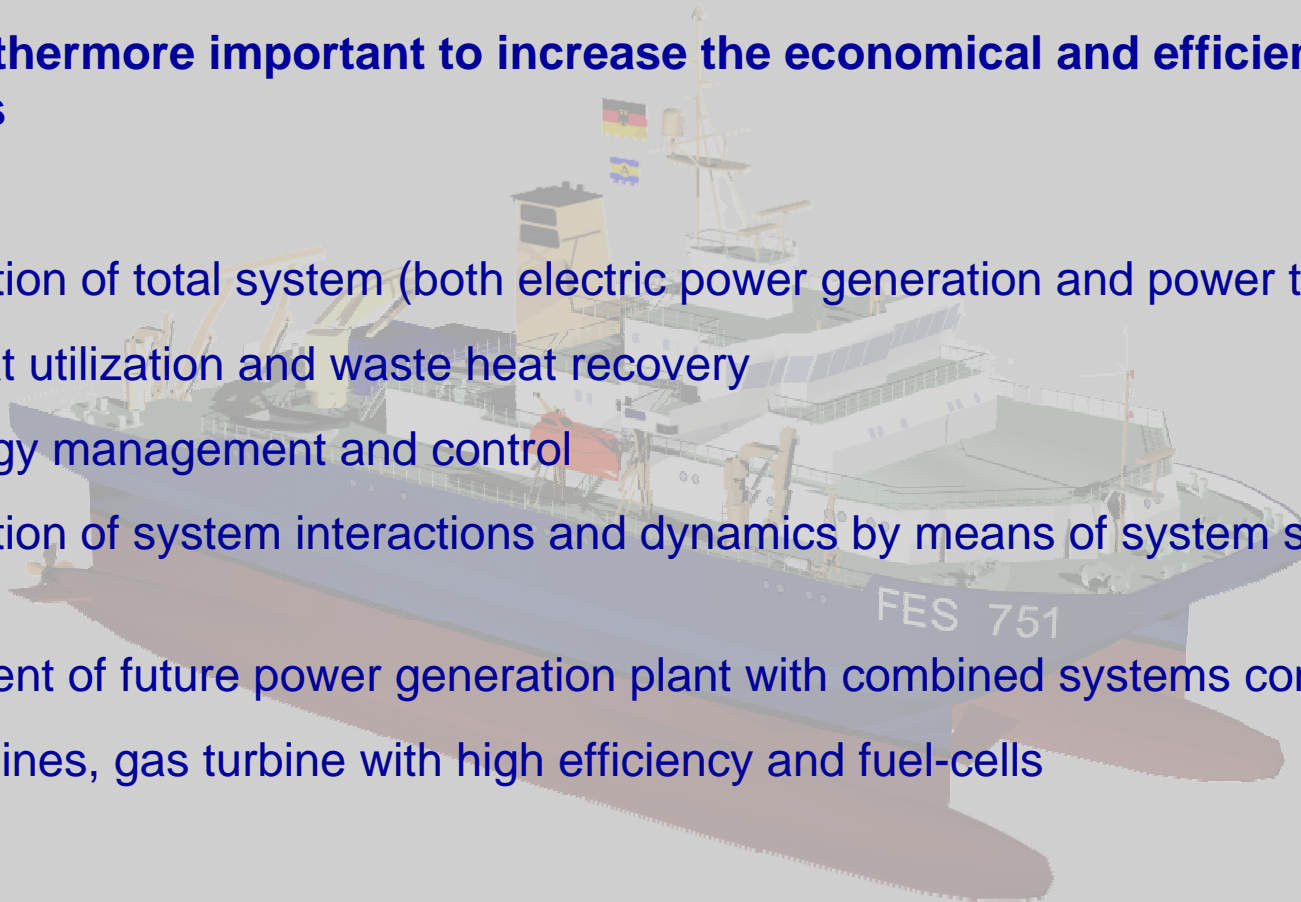 thermore important to increase the economical and efficien
s
tion of total system (both electric power generation and power t
t utilization and waste heat recovery
gy management and control
tion of system interactions and dynamics by means of system s
FES 751
ent of future power generation plant with combined systems con
ines, gas turbine with high efficiency and fuel-cells